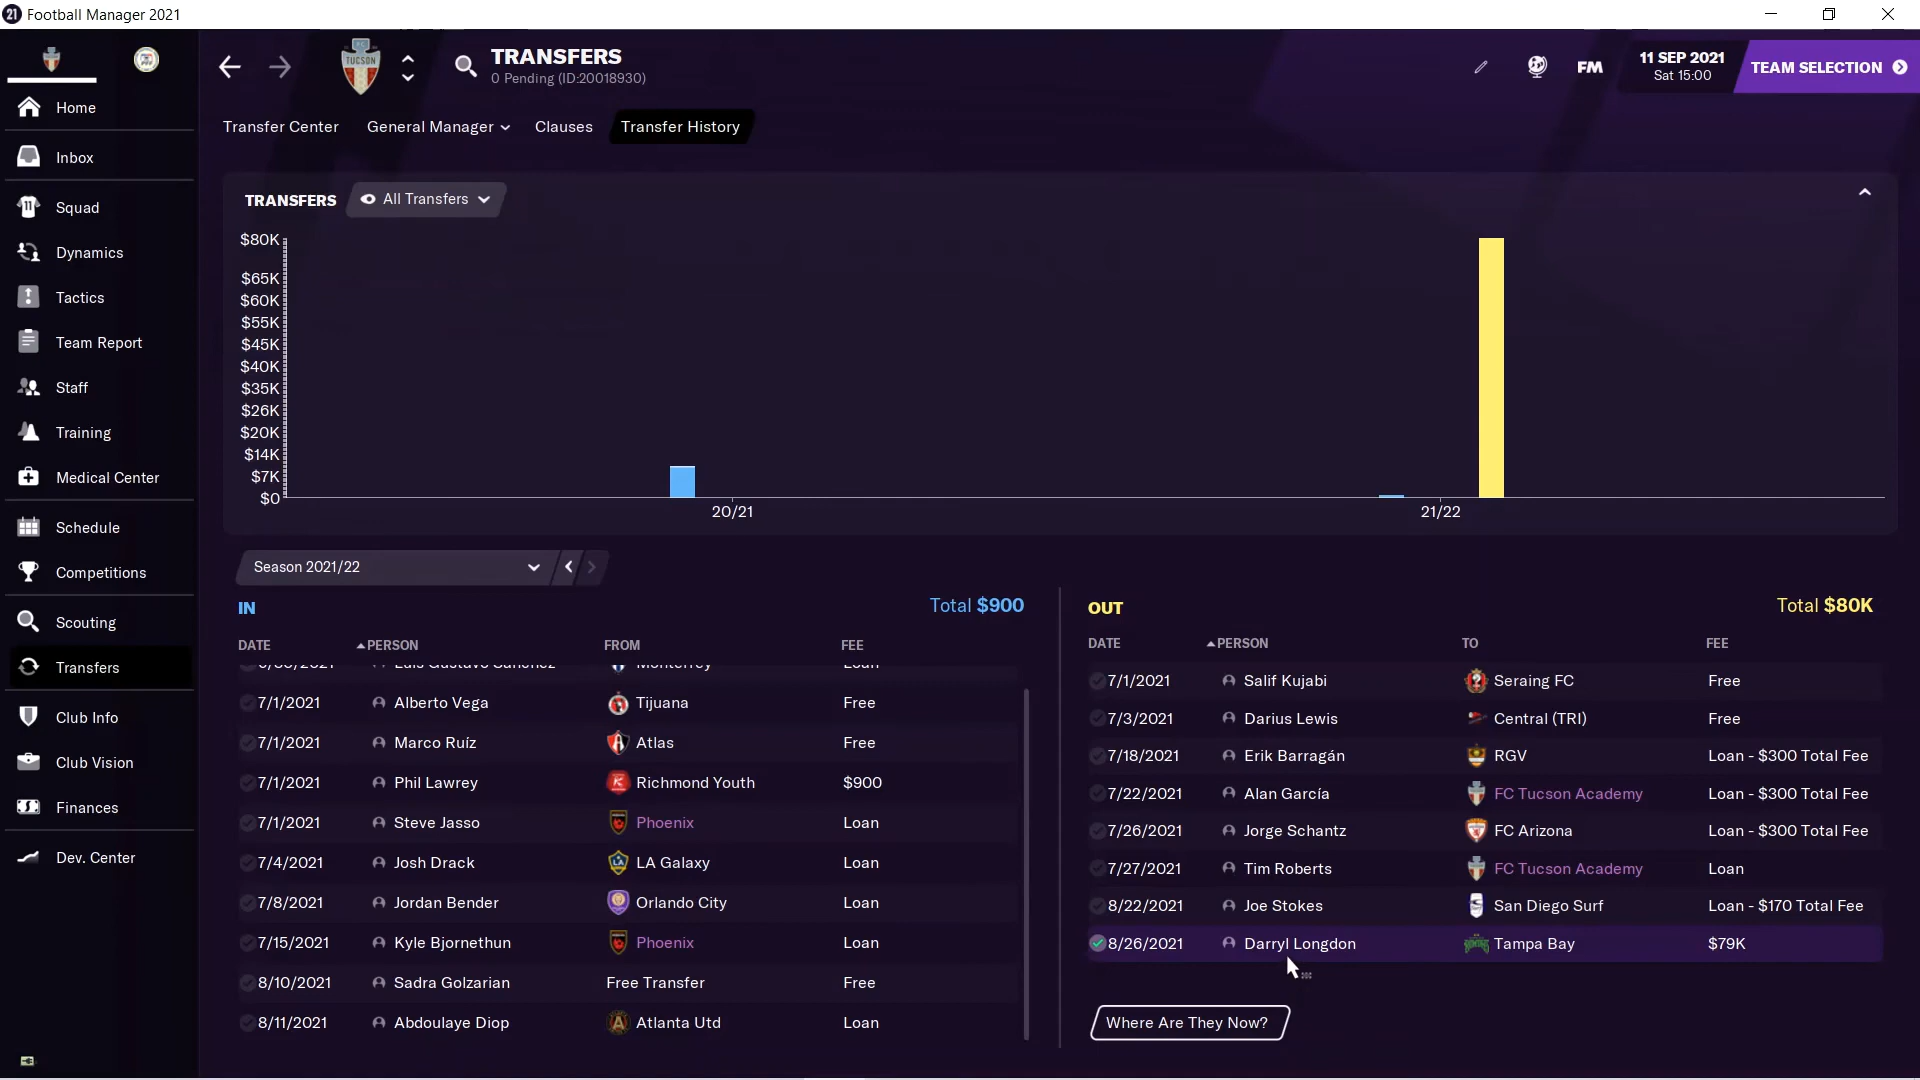 21 Football Manager 2021
FC TUCSON
TRANSFERS
0 Pending (ID:20018930)
FM
11 SEP 2021
Sat 15:00
TEAM SELECTION
Home
Inbox
Squad
Dynamics
Tactics
Team Report
Staff
Training
Medical Center
Schedule
Competitions
Scouting
Transfers
Club Info
Club Vision
Finances
Dev. Center
Transfer Center General Manager Clauses Transfer History
TRANSFERS All Transfers
$80K
$65K
$60K
$55K
$45K
$40K
$35K
$26K
$20K
$14K
$7K
$0
20/21 21/22
Season 2021/22
IN Total $900
DATE PERSON FROM FEE
Luis Gustavo Sánchez Monterrey Loan
7/1/2021 Alberto Vega Tijuana Free
7/1/2021 Marco Ruíz Atlas Free
7/1/2021 Phil Lawrey Richmond Youth $900
7/1/2021 Steve Jasso Phoenix Loan
7/4/2021 Josh Drack LA Galaxy Loan
7/8/2021 Jordan Bender Orlando City Loan
7/15/2021 Kyle Bjornethun Phoenix Loan
8/10/2021 Sadra Golzarian Free Transfer Free
8/11/2021 Abdoulaye Diop Atlanta Utd Loan
OUT Total $80K
DATE PERSON TO FEE
7/1/2021 Salif Kujabi Seraing FC Free
7/3/2021 Darius Lewis Central (TRI) Free
7/18/2021 Erik Barragán RGV Loan - $300 Total Fee
7/22/2021 Alan García FC Tucson Academy Loan - $300 Total Fee
7/26/2021 Jorge Schantz FC Arizona Loan - $300 Total Fee
7/27/2021 Tim Roberts FC Tucson Academy Loan
8/22/2021 Joe Stokes San Diego Surf Loan - $170 Total Fee
8/26/2021 Darryl Longdon Tampa Bay $79K
Where Are They Now?